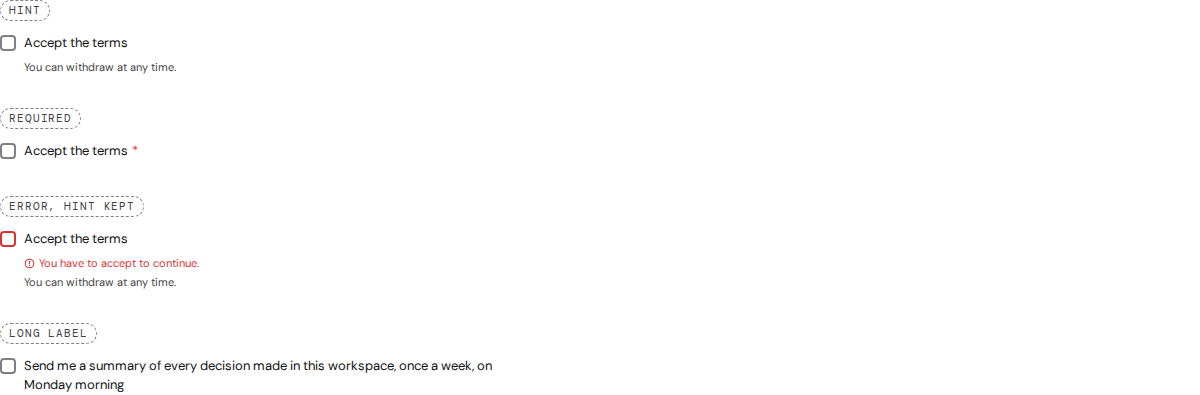 HINT
Accept the terms
You can withdraw at any time.
REQUIRED
Accept the terms *
ERROR, HINT KEPT
Accept the terms
You have to accept to continue.
You can withdraw at any time.
LONG LABEL
Send me a summary of every decision made in this workspace, once a week, on
Monday morning